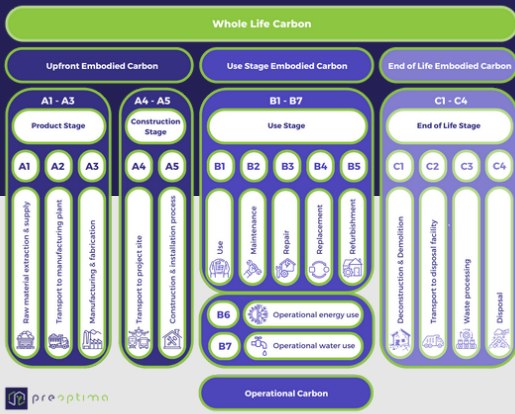 Whole Life Carbon
Upfront Embodied Carbon
Use Stage Embodied Carbon
End of Life Embodied Carbon
A1 - A3
A4 - A5
B1 - B7
C1 - C4
Product Stage
Construction
Stage
Use Stage
End of Life Stage
A1
A2
A3
A4
A5
B1
B2
B3
B4
B5
C1
C2
C3
C4
Raw material extraction & supply
Transport to manufacturing plant
Manufacturing & fabrication
Transport to project site
Construction & installation process
Use
Maintenance
Repair
Replacement
Refurbishment
Deconstruction & Demolition
Transport to disposal facility
Waste processing
Disposal
B6
Operational energy use
B7
Operational water use
Operational Carbon
preoptima